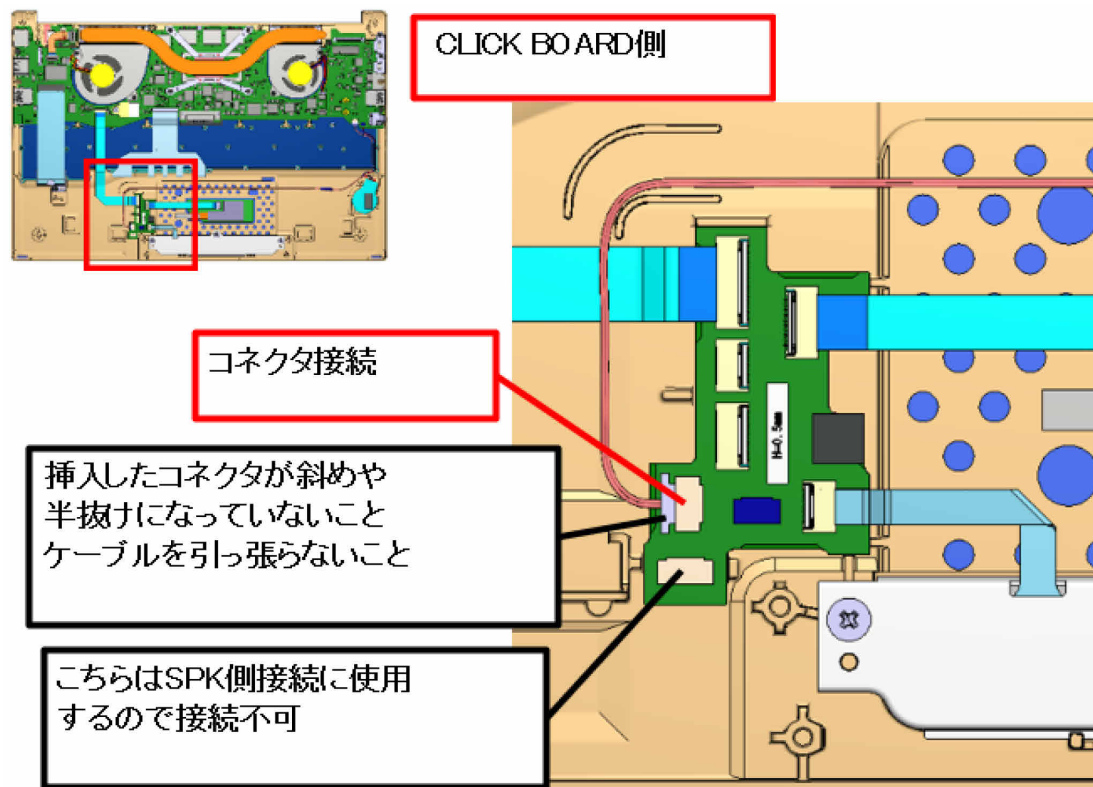 CLICK BOARD側
コネクタ接続
挿入したコネクタが斜めや
半抜けになっていないこと
ケーブルを引っ張らないこと
こちらはSPK側接続に使用
するので接続不可
H=0.5mm